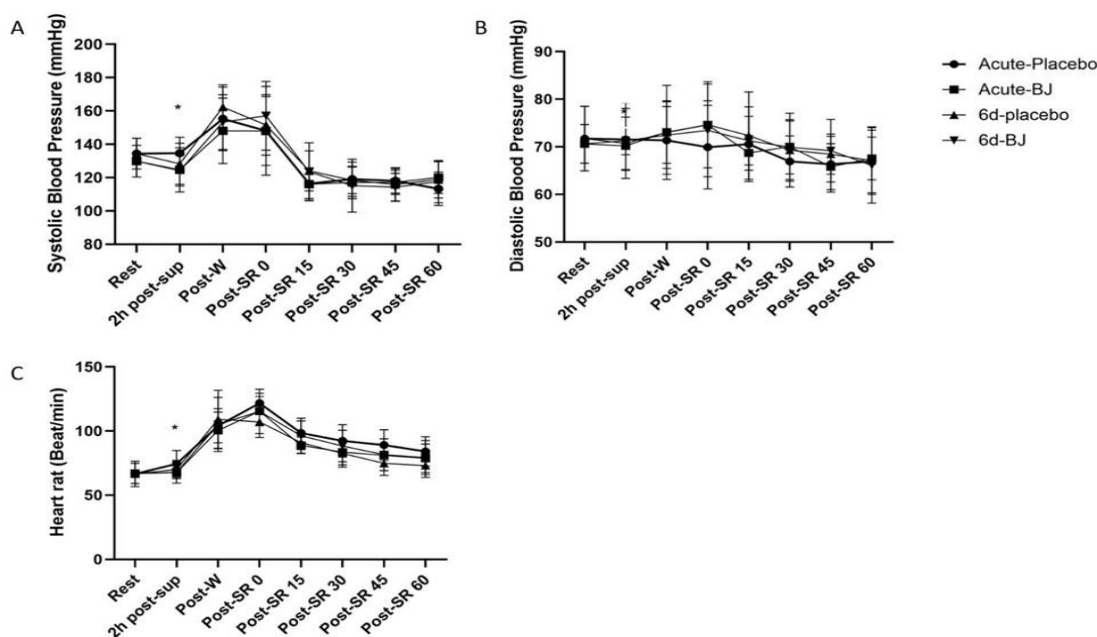 A
Systolic Blood Pressure (mmHg)
200
180
160
140
120
100
80
*
Rest
2h post-sup
Post-W
Post-SR 0
Post-SR 15
Post-SR 30
Post-SR 45
Post-SR 60
B
Diastolic Blood Pressure (mmHg)
90
80
70
60
50
*
Rest
2h post-sup
Post-W
Post-SR 0
Post-SR 15
Post-SR 30
Post-SR 45
Post-SR 60
Acute-Placebo
Acute-BJ
6d-placebo
6d-BJ
C
Heart rat (Beat/min)
150
100
50
0
*
Rest
2h post-sup
Post-W
Post-SR 0
Post-SR 15
Post-SR 30
Post-SR 45
Post-SR 60